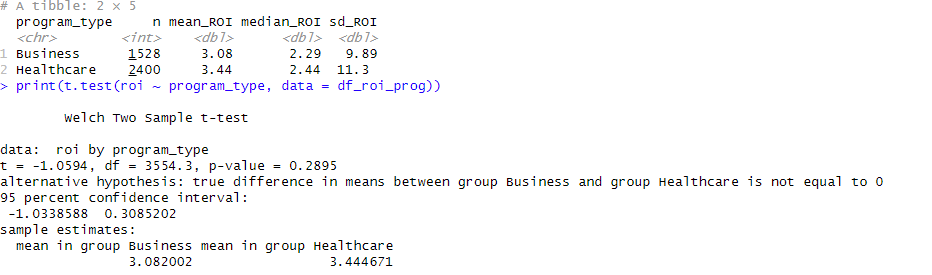 # A tibble: 2 × 5
  program_type     n mean_ROI median_ROI sd_ROI
  <chr>        <int>    <dbl>      <dbl>  <dbl>
1 Business      1528     3.08       2.29   9.89
2 Healthcare    2400     3.44       2.44  11.3
> print(t.test(roi ~ program_type, data = df_roi_prog))
        Welch Two Sample t-test
data:  roi by program_type
t = -1.0594, df = 3554.3, p-value = 0.2895
alternative hypothesis: true difference in means between group Business and group Healthcare is not equal to 0
95 percent confidence interval:
 -1.0338588  0.3085202
sample estimates:
  mean in group Business mean in group Healthcare
                3.082002                 3.444671